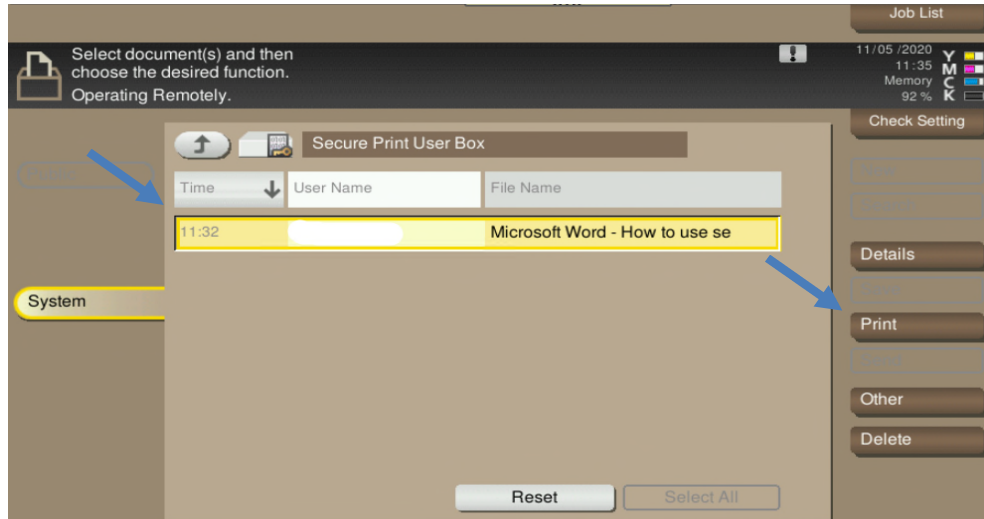 Job List
Select document(s) and then
choose the desired function.
Operating Remotely.
11/05 /2020
11:35
Memory
92 %
Y
M
C
K
Check Setting
Secure Print User Box
Time
User Name
File Name
11:32
Microsoft Word - How to use se
Details
System
Print
Other
Delete
Reset
Select All